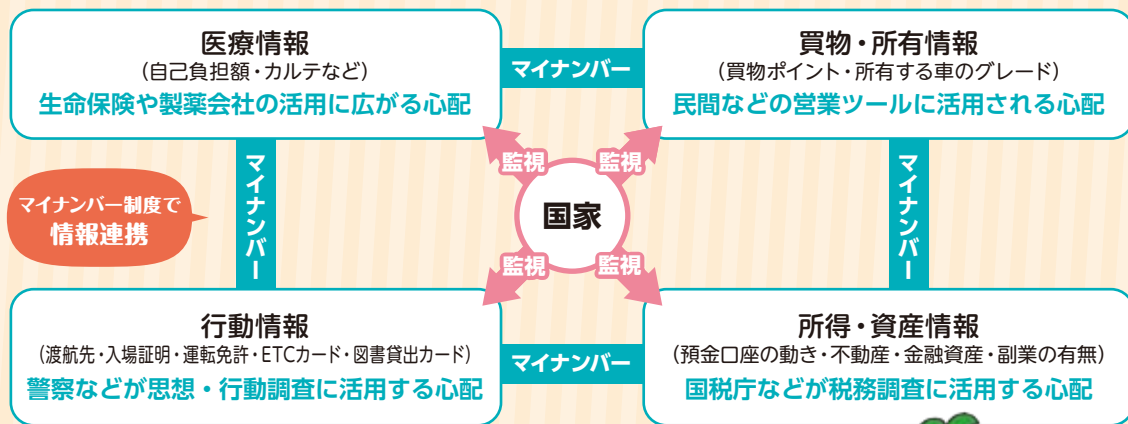 医療情報
(自己負担額・カルテなど)
生命保険や製薬会社の活用に広がる心配
マイナンバー
買物・所有情報
(買物ポイント・所有する車のグレード)
民間などの営業ツールに活用される心配
マイナンバー制度で
情報連携
マイナンバー
監視
監視
国家
監視
監視
マイナンバー
行動情報
(渡航先・入場証明・運転免許・ETCカード・図書貸出カード)
警察などが思想・行動調査に活用する心配
マイナンバー
所得・資産情報
(預金口座の動き・不動産・金融資産・副業の有無)
国税庁などが税務調査に活用する心配